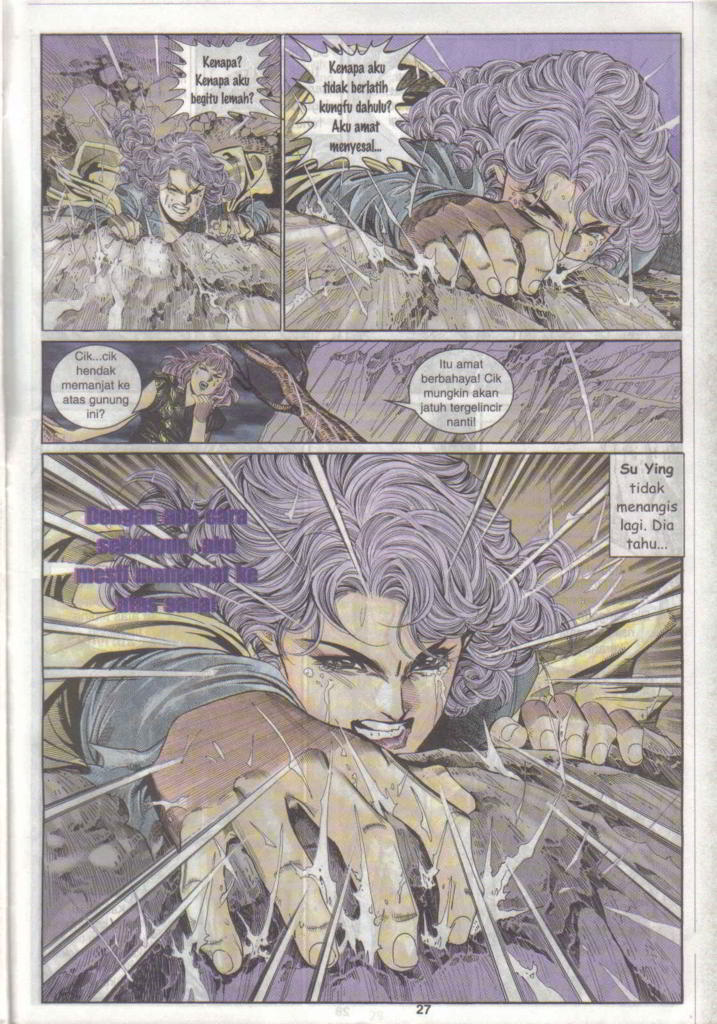 Kenapa?
Kenapa aku
begitu lemah?
Kenapa aku
tidak berlatih
kungfu dahulu?
Aku amat
menyesal...
Cik...cik
hendak
memanjat ke
atas gunung
ini?
Itu amat
berbahaya! Cik
mungkin akan
jatuh tergelincir
nanti!
Su Ying
tidak
menangis
lagi. Dia
tahu...
Dengan apa cara
sekalipun, aku
mesti memanjat ke
atas sana!
27